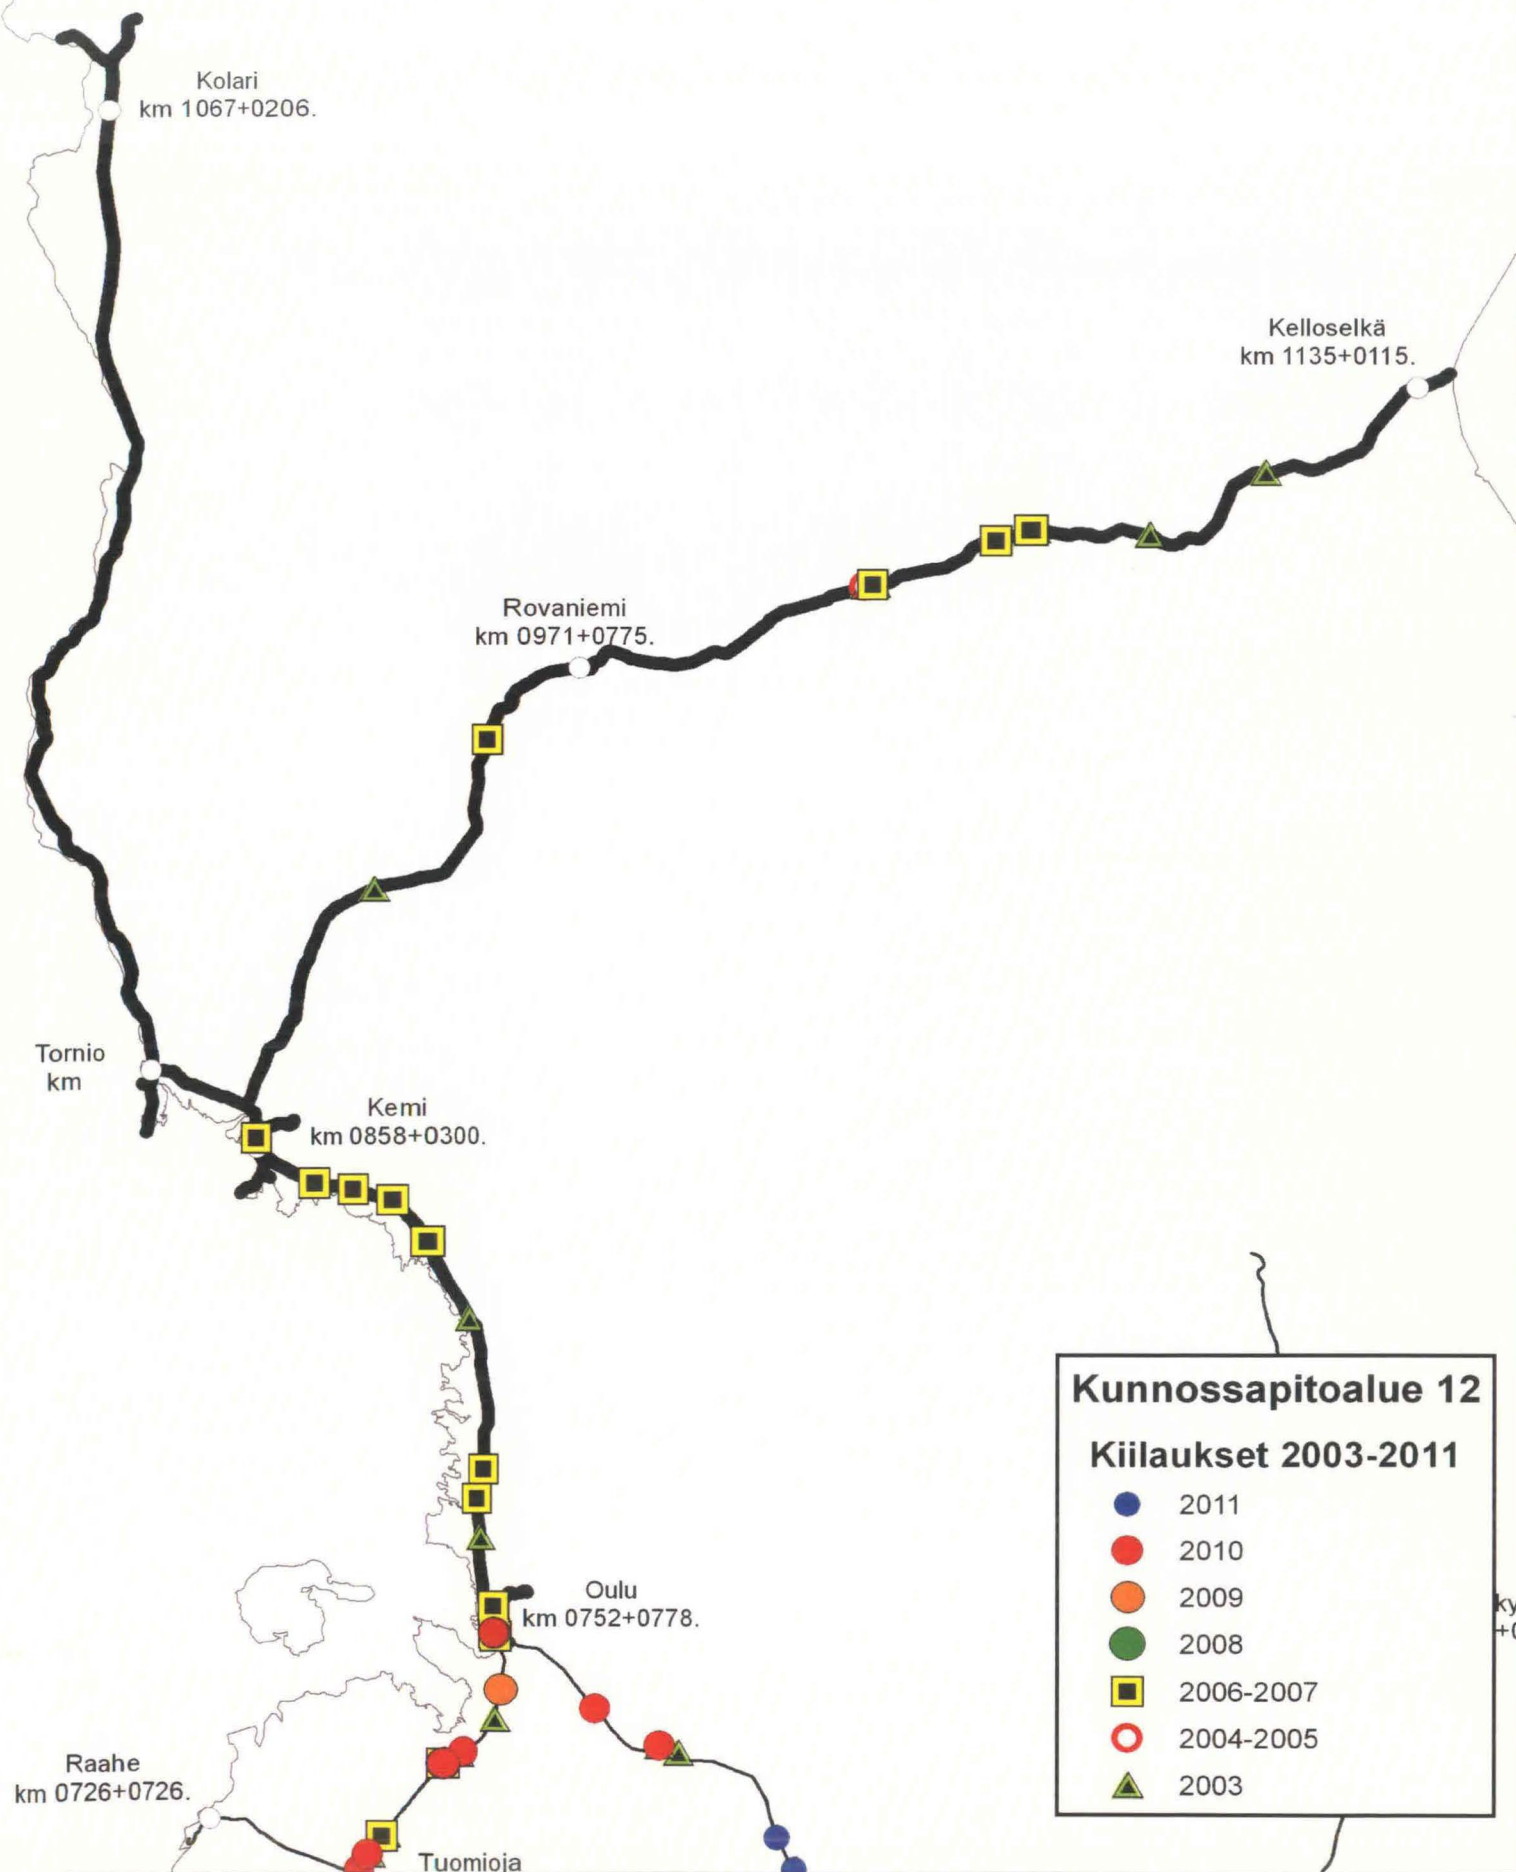 Kolari
km 1067+0206.
Kelloselkä
km 1135+0115.
Rovaniemi
km 0971+0775.
Tornio
km
Kemi
km 0858+0300.
Kunnossapitoalue 12
Kiilaukset 2003-2011
2011
2010
2009
2008
2006-2007
2004-2005
2003
Oulu
km 0752+0778.
ky
Raahe
km 0726+0726.
Tuomioja